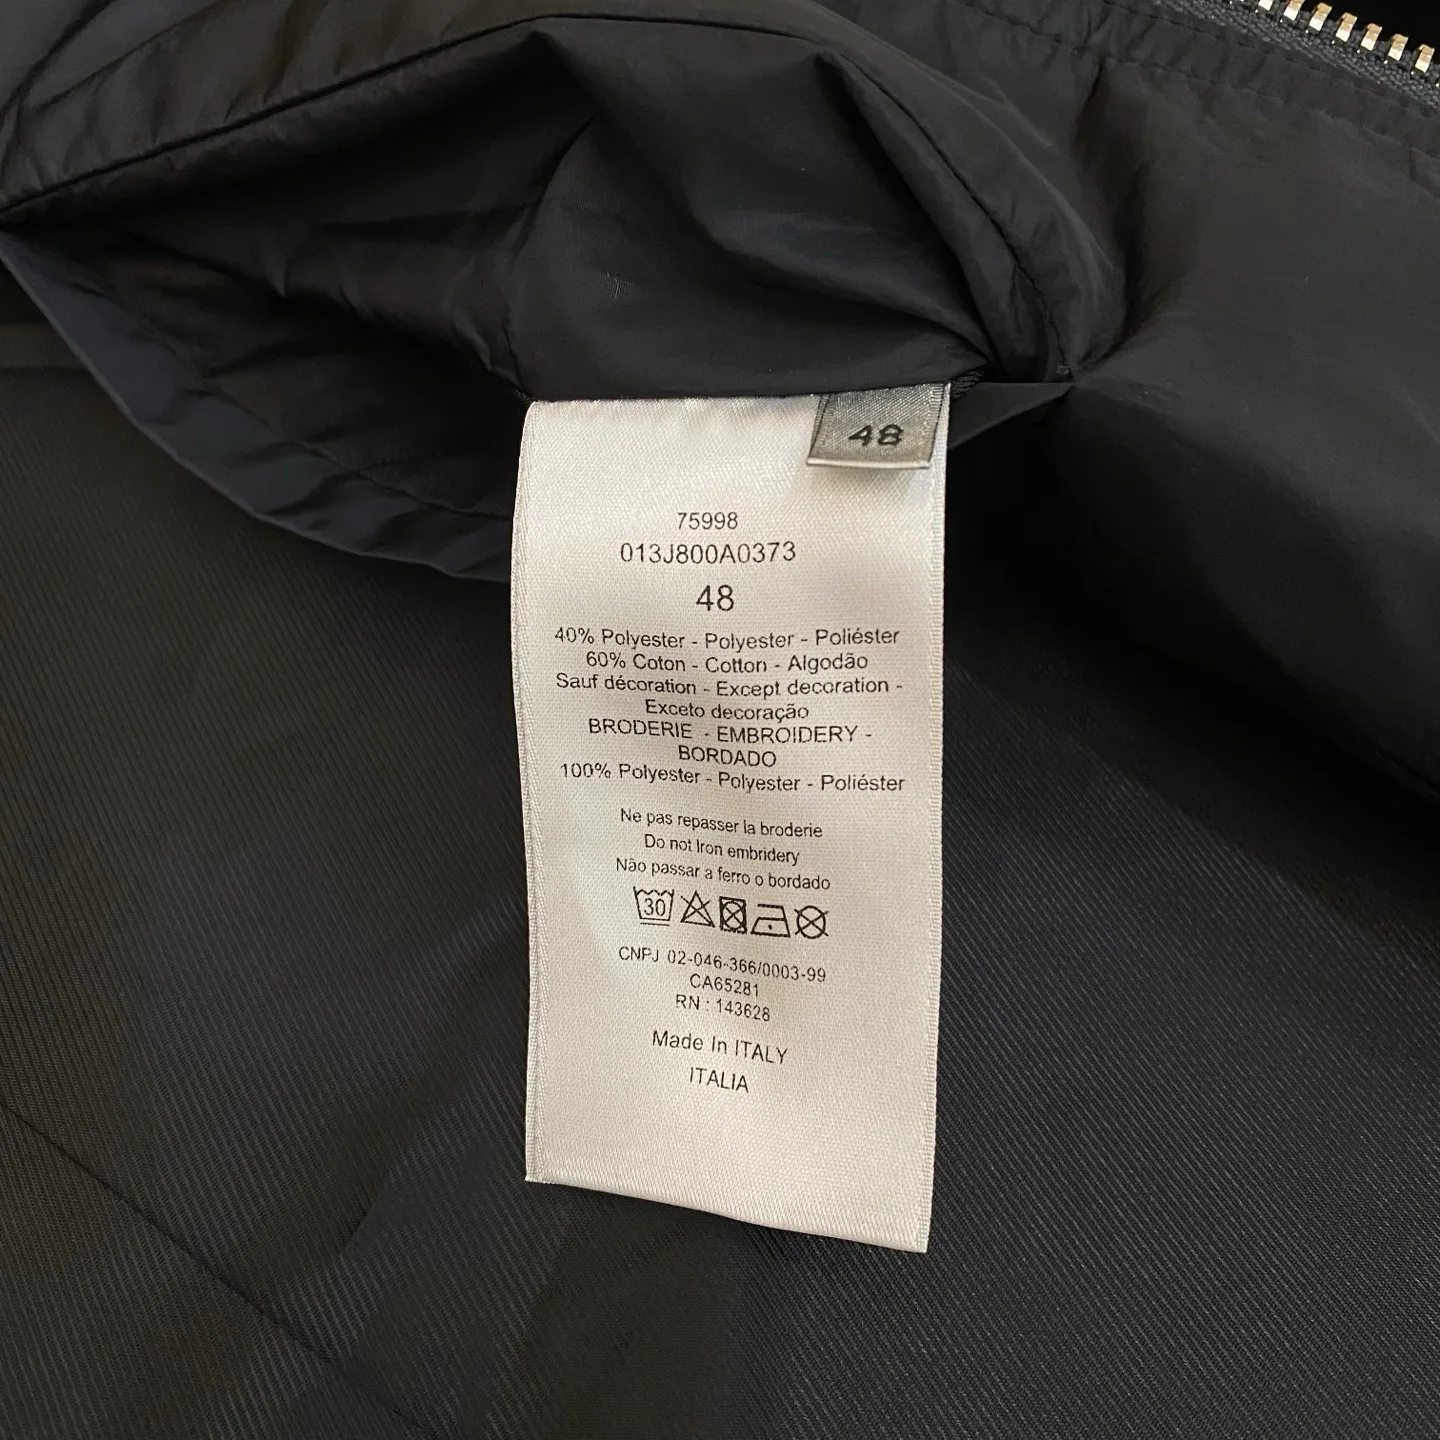 48
75998
013J800A0373
48
40% Polyester - Polyester - Poliéster
60% Coton - Cotton - Algodão
Sauf décoration - Except decoration -
Exceto decoração
BRODERIE - EMBROIDERY -
BORDADO
100% Polyester - Polyester - Poliéster
Ne pas repasser la broderie
Do not Iron embridery
Não passar a ferro o bordado
30
CNPJ 02-046-366/0003-99
CA65281
RN : 143628
Made In ITALY
ITALIA